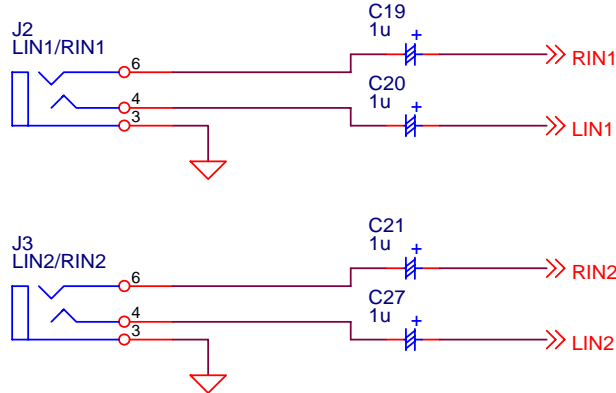 J2
LIN1/RIN1
6
4
3
C19
1u
+
RIN1
C20
1u
+
LIN1
J3
LIN2/RIN2
6
4
3
C21
1u
+
RIN2
C27
1u
+
LIN2